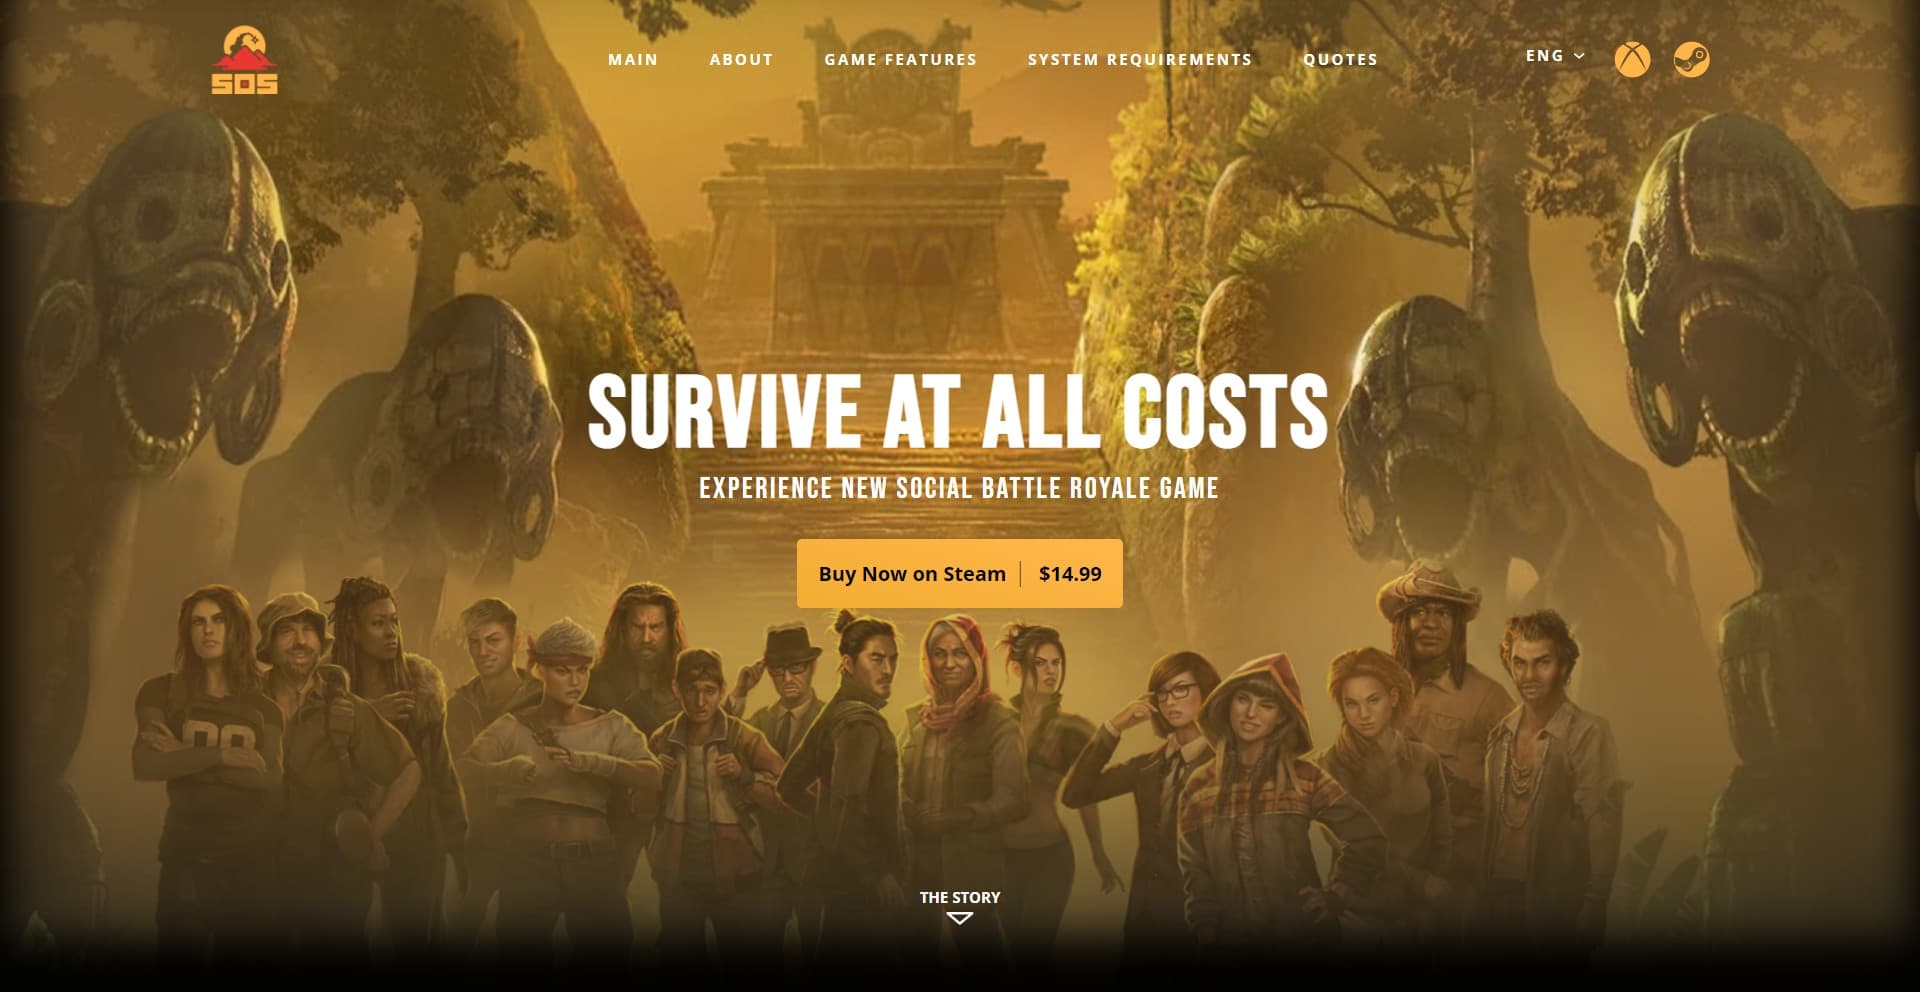 SOS
MAIN
ABOUT
GAME FEATURES
SYSTEM REQUIREMENTS
QUOTES
ENG
SURVIVE AT ALL COSTS
EXPERIENCE NEW SOCIAL BATTLE ROYALE GAME
Buy Now on Steam | $14.99
THE STORY